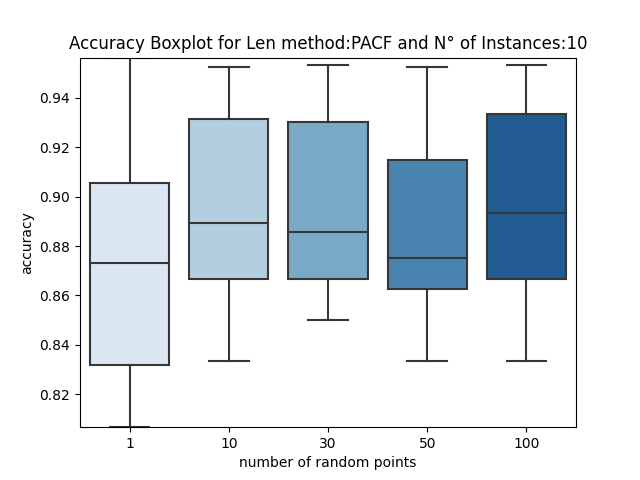 Accuracy Boxplot for Len method:PACF and N° of Instances:10
0.94
0.92
0.90
0.88
0.86
0.84
0.82
accuracy
1 10 30 50 100
number of random points